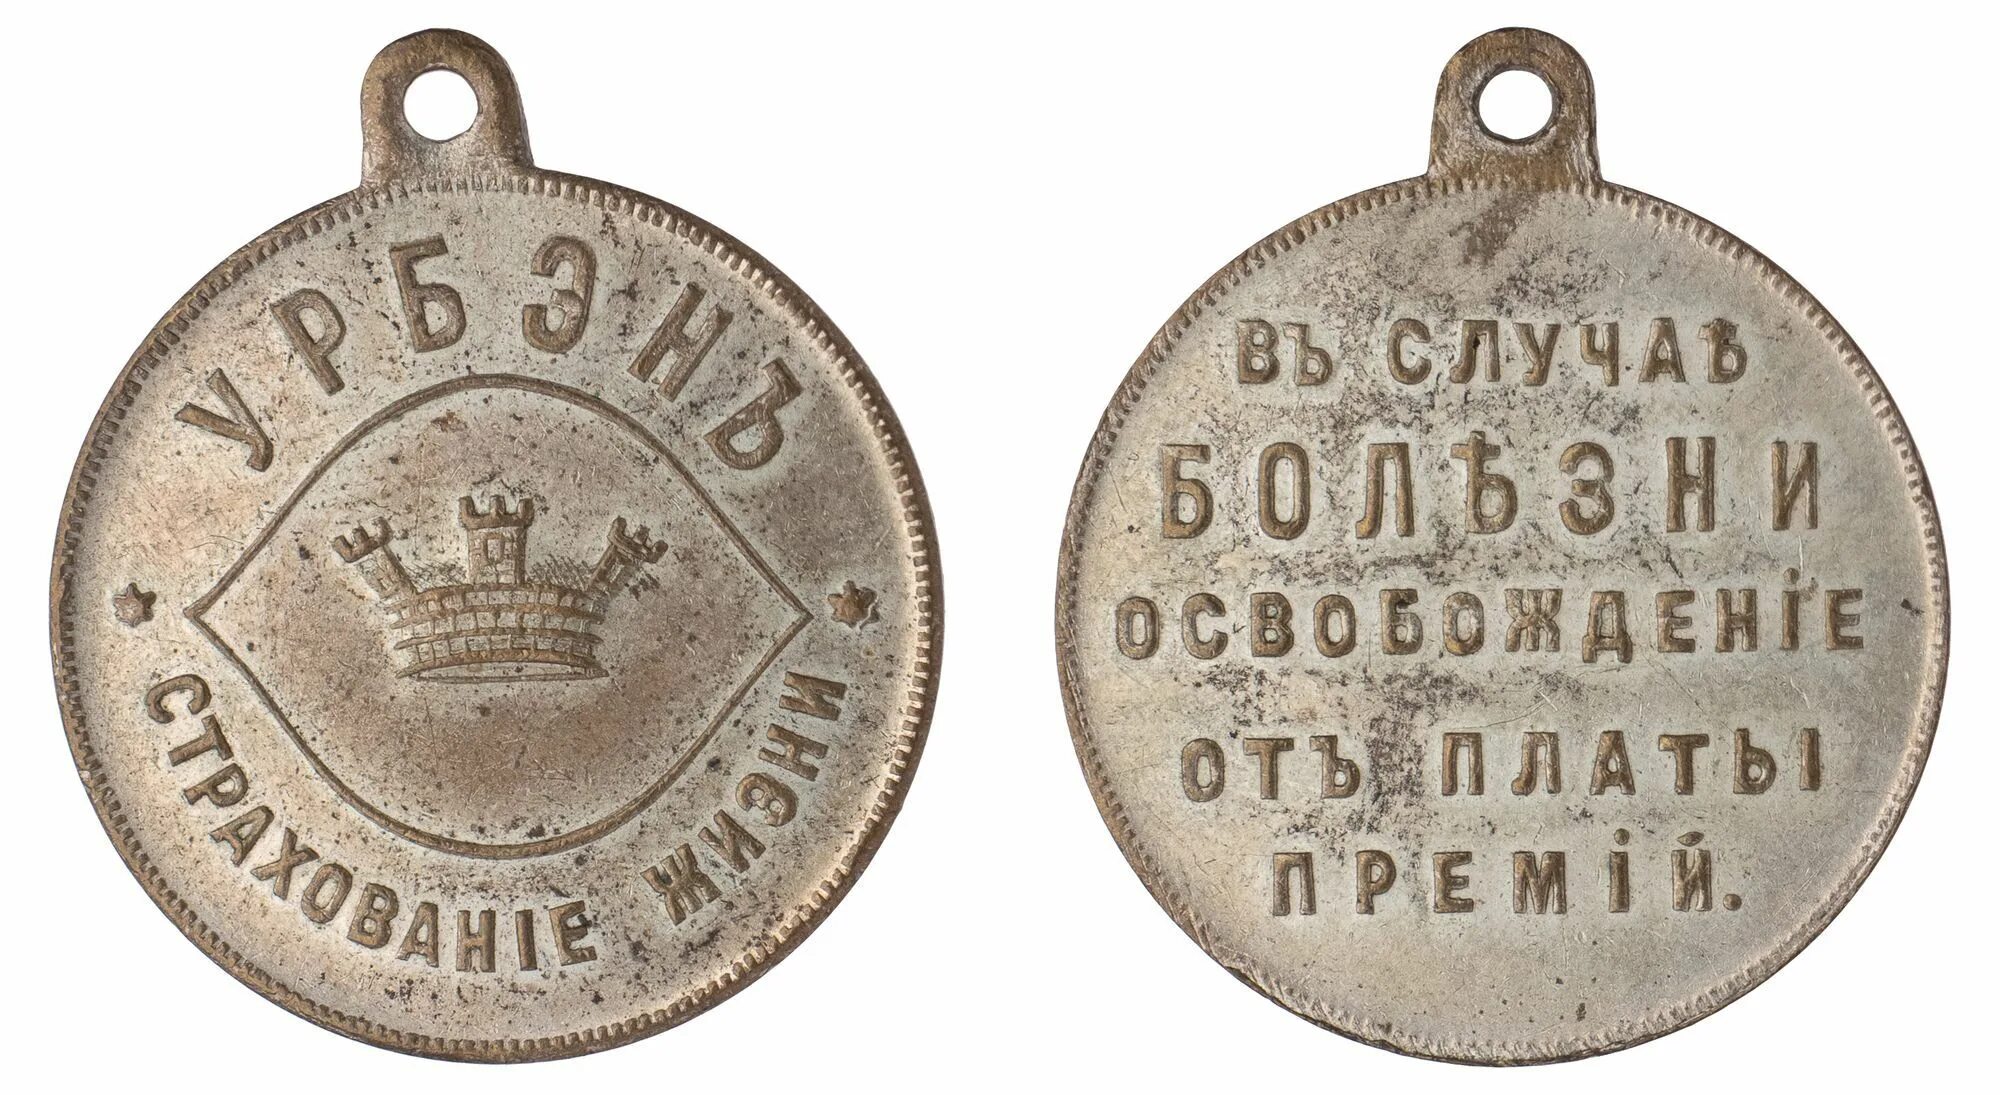 УРБЭНЪ
СТРАХОВАНІЕ ЖИЗНИ
ВЪ СЛУЧАѢ
БОЛѢЗНИ
ОСВОБОЖДЕНІЕ
ОТЪ ПЛАТЫ
ПРЕМІЙ.